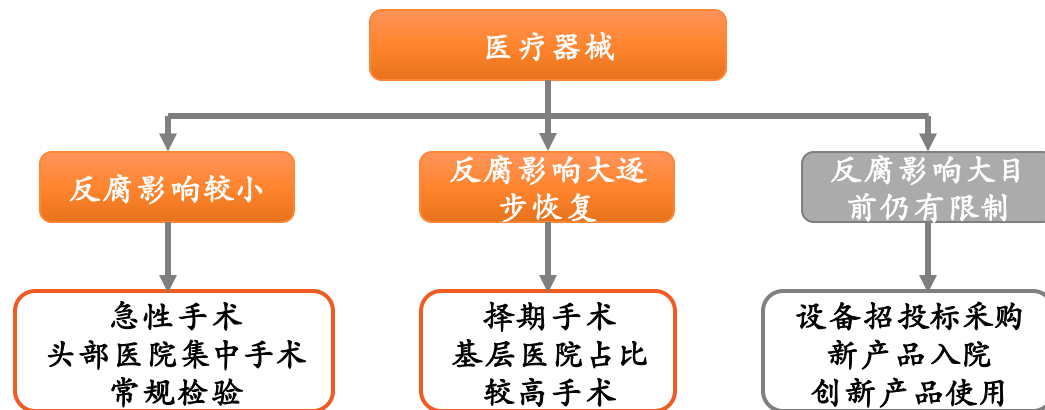 医疗器械
反腐影响较小
反腐影响大逐
步恢复
反腐影响大目
前仍有限制
急性手术
头部医院集中手术
常规检验
择期手术
基层医院占比
较高手术
设备招投标采购
新产品入院
创新产品使用